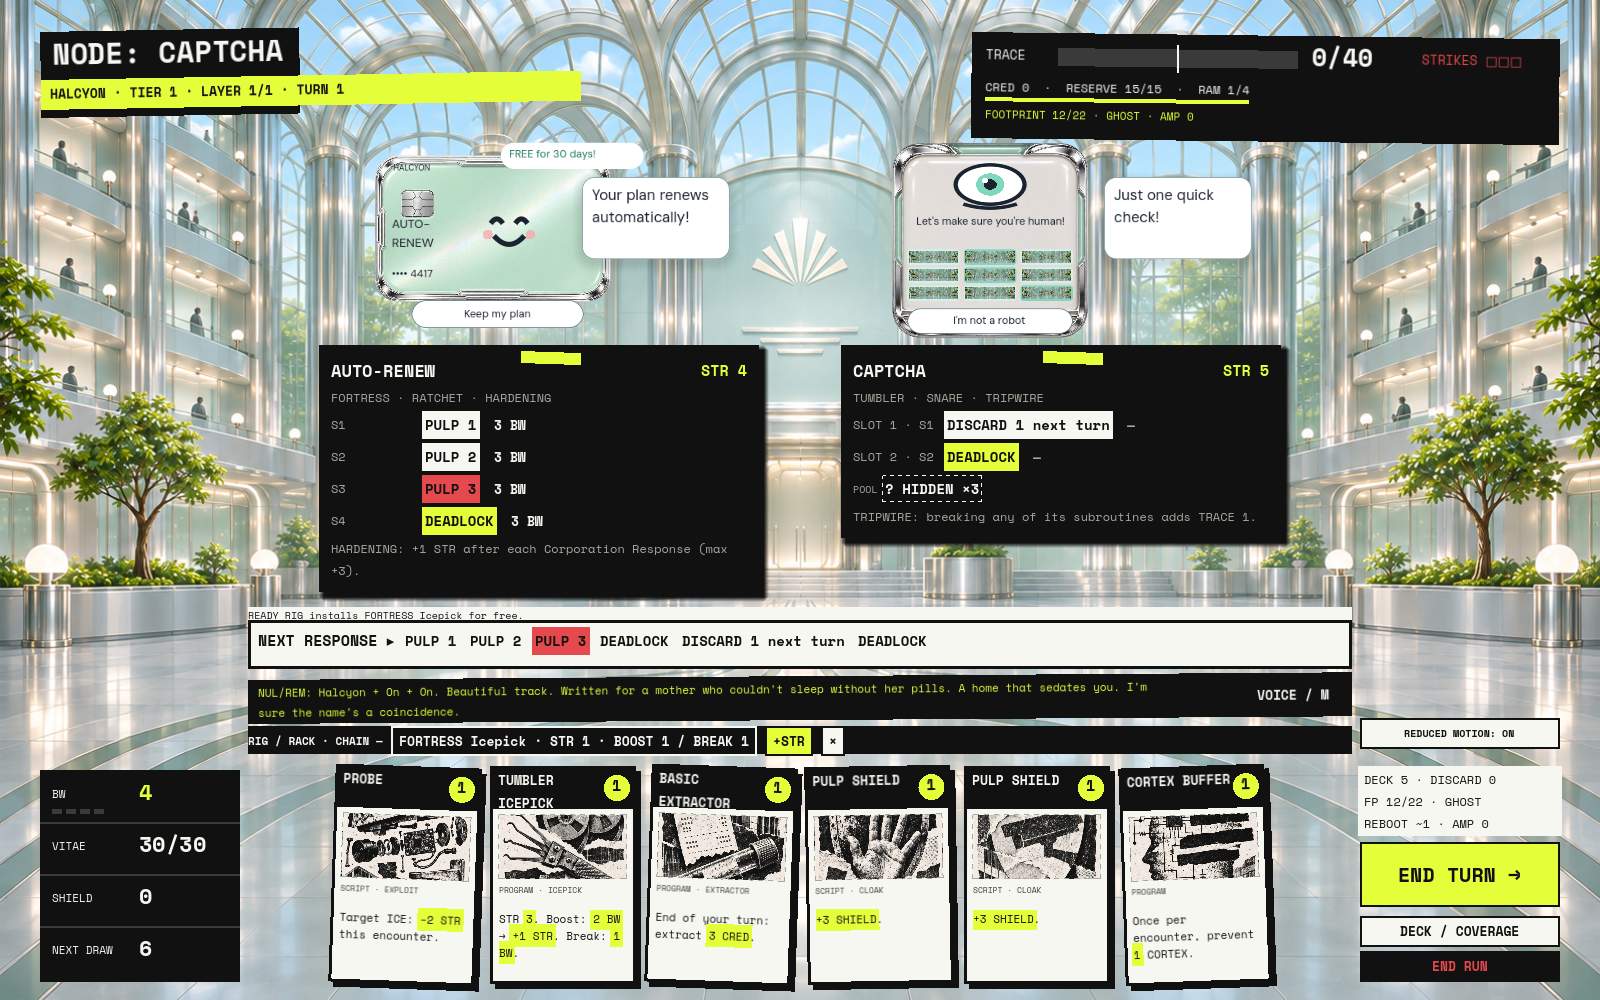 NODE: CAPTCHA
HALCYON · TIER 1 · LAYER 1/1 · TURN 1
TRACE 0/40 STRIKES □□□
CRED 0 · RESERVE 15/15 · RAM 1/4
FOOTPRINT 12/22 · GHOST · AMP 0
HALCYON
FREE for 30 days!
AUTO-
RENEW
•••• 4417
Keep my plan
Your plan renews
automatically!
Let's make sure you're human!
I'm not a robot
Just one quick
check!
AUTO-RENEW STR 4
FORTRESS · RATCHET · HARDENING
S1 PULP 1 3 BW
S2 PULP 2 3 BW
S3 PULP 3 3 BW
S4 DEADLOCK 3 BW
HARDENING: +1 STR after each Corporation Response (max
+3).
CAPTCHA STR 5
TUMBLER · SNARE · TRIPWIRE
SLOT 1 · S1 DISCARD 1 next turn —
SLOT 2 · S2 DEADLOCK —
POOL ? HIDDEN ×3
TRIPWIRE: breaking any of its subroutines adds TRACE 1.
READY RIG installs FORTRESS Icepick for free.
NEXT RESPONSE ▸ PULP 1 PULP 2 PULP 3 DEADLOCK DISCARD 1 next turn DEADLOCK
NUL/REM: Halcyon + On + On. Beautiful track. Written for a mother who couldn't sleep without her pills. A home that sedates you. I'm
sure the name's a coincidence.
VOICE / M
RIG / RACK · CHAIN — FORTRESS Icepick · STR 1 · BOOST 1 / BREAK 1 +STR ×
REDUCED MOTION: ON
BW 4
VITAE 30/30
SHIELD 0
NEXT DRAW 6
PROBE 1
SCRIPT · EXPLOIT
Target ICE: -2 STR
this encounter.
TUMBLER
ICEPICK 1
PROGRAM · ICEPICK
STR 3. Boost: 2 BW
→ +1 STR. Break: 1
BW.
BASIC
EXTRACTOR 1
PROGRAM · EXTRACTOR
End of your turn:
extract 3 CRED.
PULP SHIELD 1
SCRIPT · CLOAK
+3 SHIELD.
PULP SHIELD 1
SCRIPT · CLOAK
+3 SHIELD.
CORTEX BUFFER 1
PROGRAM
Once per
encounter, prevent
1 CORTEX.
DECK 5 · DISCARD 0
FP 12/22 · GHOST
REBOOT ~1 · AMP 0
END TURN →
DECK / COVERAGE
END RUN